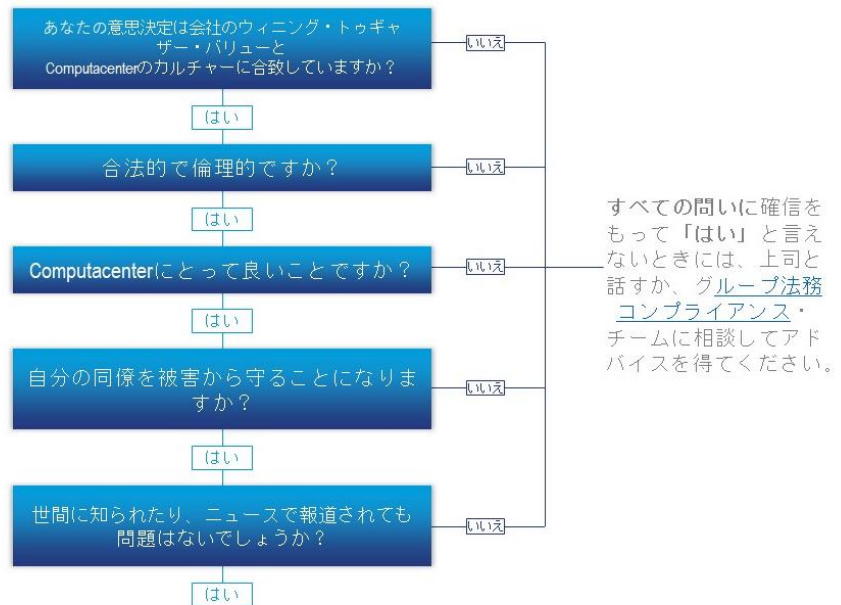 あなたの意思決定は会社のウィニング・トゥギャ
ザー・バリューと
Computacenterのカルチャーに合致していますか？
いいえ
はい
合法的で倫理的ですか？
いいえ
はい
Computacenterにとって良いことですか？
いいえ
はい
自分の同僚を被害から守ることになりま
すか？
いいえ
はい
世間に知られたり、ニュースで報道されても
問題はないでしょうか？
いいえ
はい
すべての問いに確信を
もって「はい」と言え
ないときには、上司と
話すか、グループ法務
コンプライアンス・
チームに相談してアド
バイスを得てください。